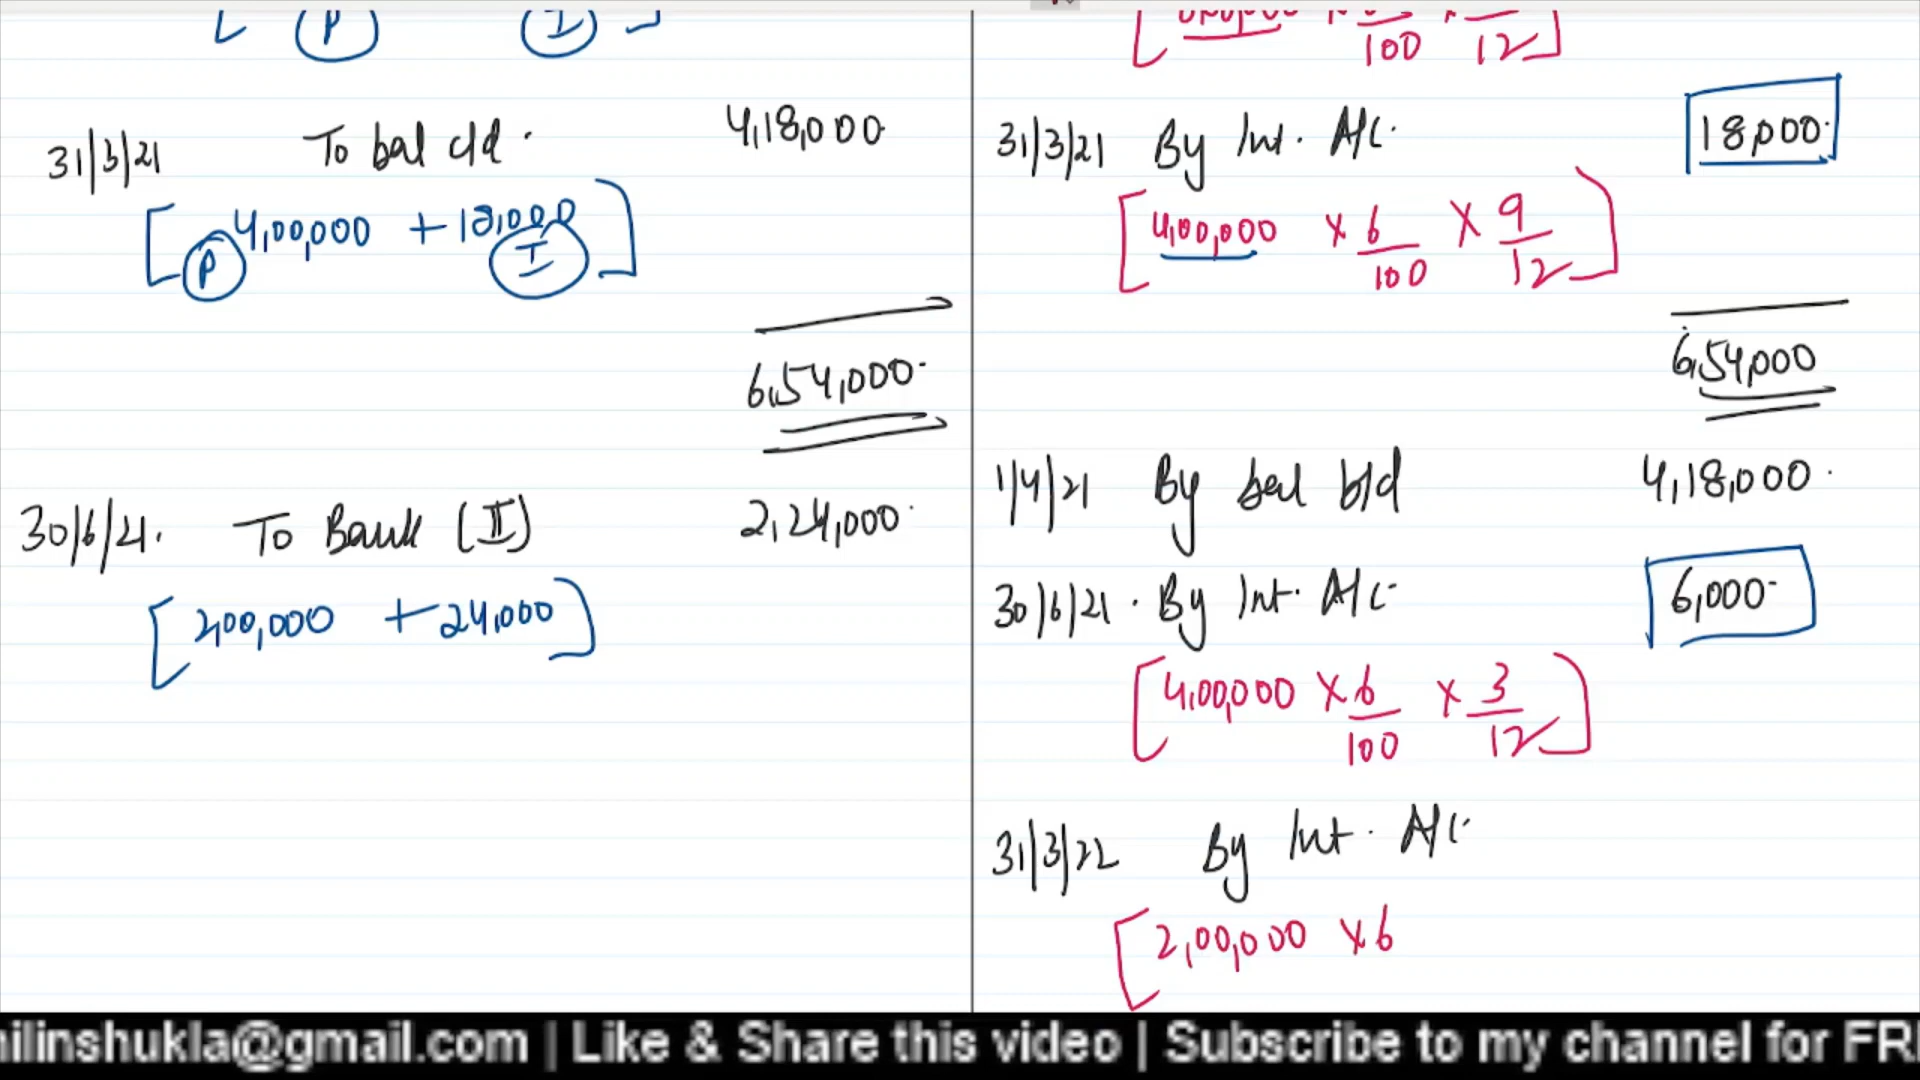 [ (P) (I) ]
31/3/21 To bal c/d. 4,18,000
[ (P) 4,00,000 + 18,000 (I) ]
6,54,000.
30/6/21. To Bank (II) 2,24,000.
[2,00,000 + 24,000]
100 12]
31/3/21 By Int. A/c. 18,000.
[4,00,000 x 6/100 x 9/12]
6,54,000
1/4/21 By bal b/d 4,18,000.
30/6/21. By Int. A/c 6,000.
[4,00,000 x 6/100 x 3/12]
31/3/22 By Int. A/c.
[2,00,000 x 6
ilinshukla@gmail.com | Like & Share this video | Subscribe to my channel for FR